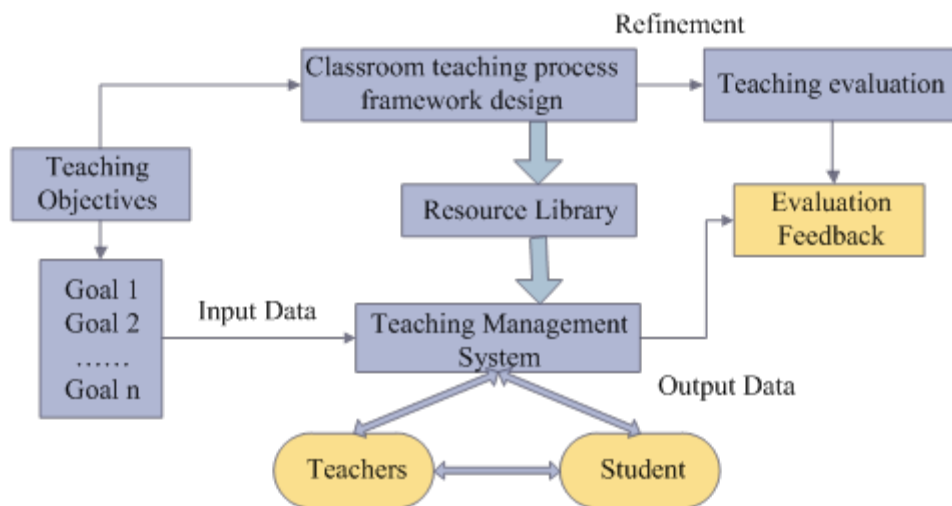 Refinement
Classroom teaching process
framework design
Teaching evaluation
Teaching
Objectives
Resource Library
Evaluation
Feedback
Goal 1
Goal 2
......
Goal n
Input Data
Teaching Management
System
Output Data
Teachers
Student